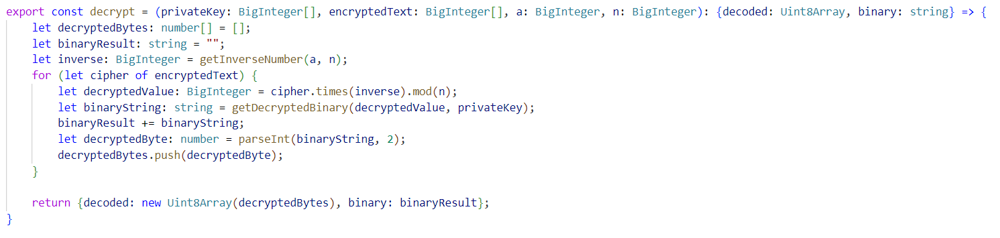 export const decrypt = (privateKey: BigInteger[], encryptedText: BigInteger[], a: BigInteger, n: BigInteger): {decoded: Uint8Array, binary: string} => {
    let decryptedBytes: number[] = [];
    let binaryResult: string = "";
    let inverse: BigInteger = getInverseNumber(a, n);
    for (let cipher of encryptedText) {
        let decryptedValue: BigInteger = cipher.times(inverse).mod(n);
        let binaryString: string = getDecryptedBinary(decryptedValue, privateKey);
        binaryResult += binaryString;
        let decryptedByte: number = parseInt(binaryString, 2);
        decryptedBytes.push(decryptedByte);
    }

    return {decoded: new Uint8Array(decryptedBytes), binary: binaryResult};
}